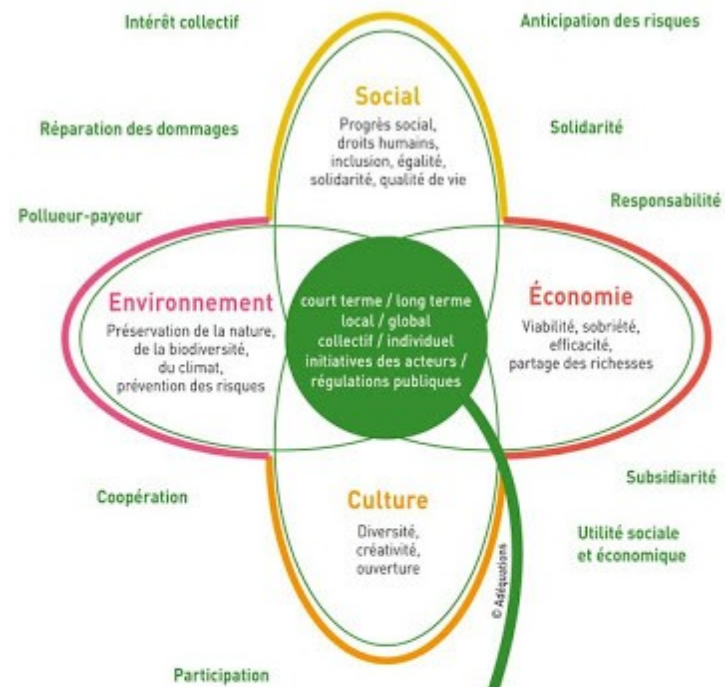 Intérêt collectif
Anticipation des risques
Réparation des dommages
Solidarité
Pollueur-payeur
Responsabilité
Social
Progrès social,
droits humains,
inclusion, égalité,
solidarité, qualité de vie
Environnement
Préservation de la nature,
de la biodiversité,
du climat,
prévention des risques
court terme / long terme
local / global
collectif / individuel
initiatives des acteurs /
régulations publiques
Économie
Viabilité, sobriété,
efficacité,
partage des richesses
Culture
Diversité,
créativité,
ouverture
Coopération
Subsidiarité
Utilité sociale
et économique
© Adéquations
Participation